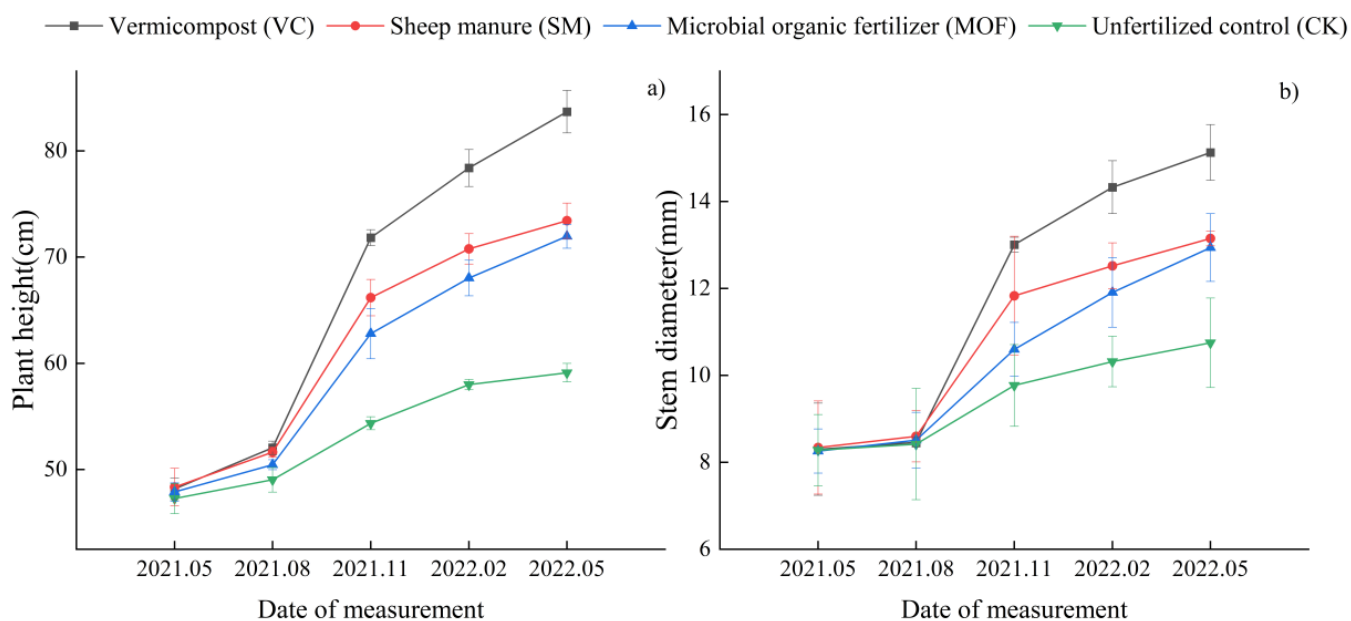 Vermicompost (VC) Sheep manure (SM) Microbial organic fertilizer (MOF) Unfertilized control (CK)
a)
80
70
60
50
Plant height(cm)
2021.05 2021.08 2021.11 2022.02 2022.05
Date of measurement
b)
16
14
12
10
8
6
Stem diameter(mm)
2021.05 2021.08 2021.11 2022.02 2022.05
Date of measurement